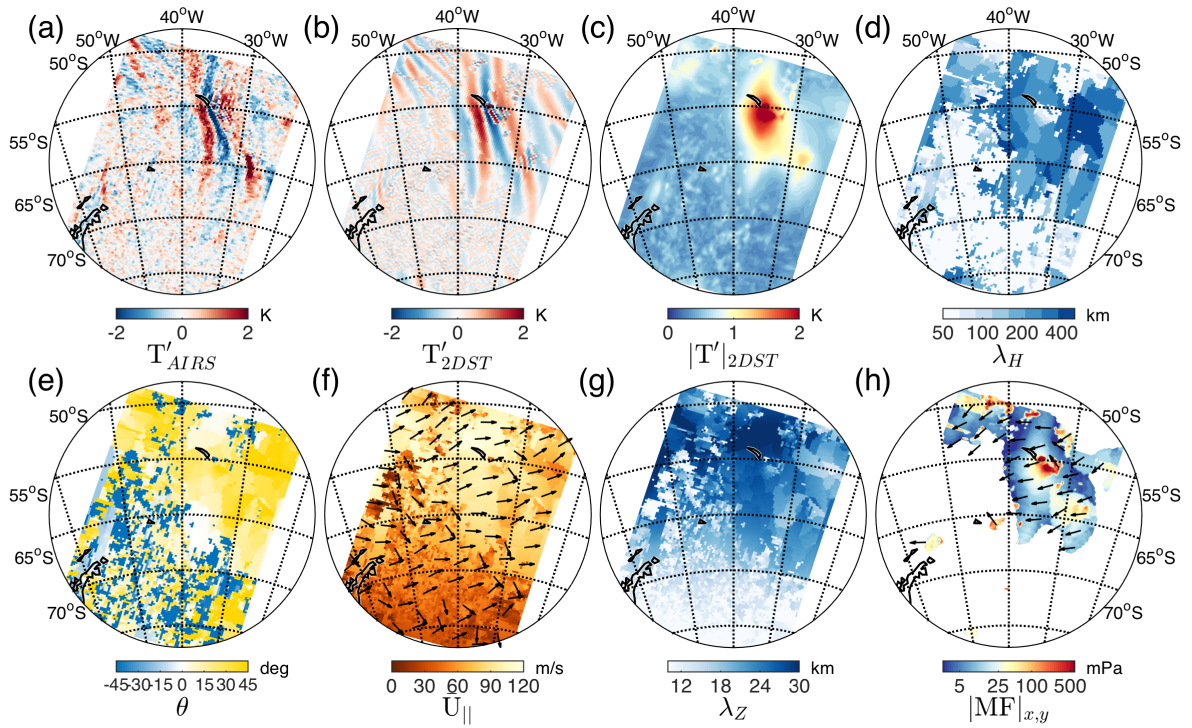 (a) (b) (c) (d)
40°W 40°W 40°W 40°W
50°W 30°W 50°W 30°W 50°W 30°W 50°W 30°W
50°S 50°S
55°S 55°S
65°S 65°S
70°S 70°S
-2 0 2 K -2 0 2 K 0 1 2 K 50 100 200 400 km
T′AIRS T′2DST |T′|2DST λH
(e) (f) (g) (h)
50°S 50°S
55°S 55°S
65°S 65°S
70°S 70°S
-45-30-15 0 15 30 45 deg 0 30 60 90 120 m/s 12 18 24 30 km 5 25 100 500 mPa
θ U|| λZ |MF|x,y